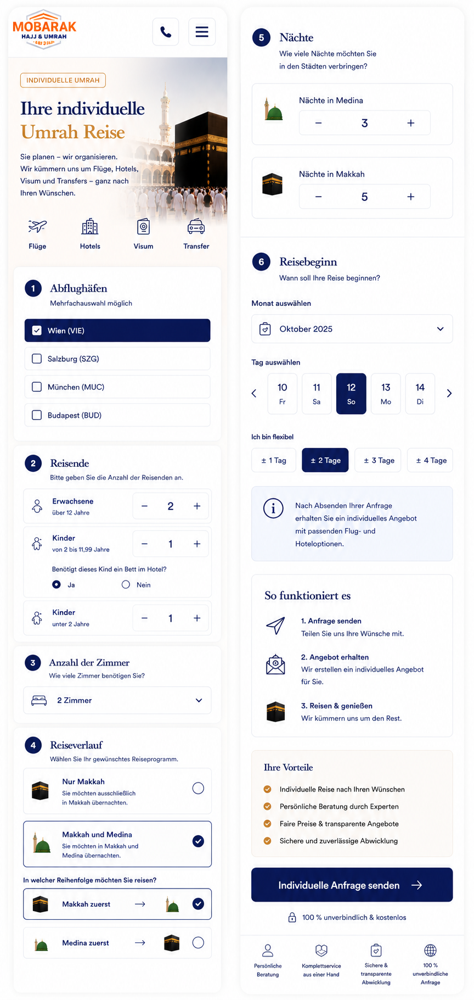 MOBARAK
HAJJ & UMRAH
INDIVIDUELLE UMRAH
Ihre individuelle
Umrah Reise
Sie planen – wir organisieren.
Wir kümmern uns um Flüge, Hotels,
Visum und Transfers – ganz nach
Ihren Wünschen.
Flüge
Hotels
Visum
Transfer
1 Abflughäfen
Mehrfachauswahl möglich
Wien (VIE)
Salzburg (SZG)
München (MUC)
Budapest (BUD)
2 Reisende
Bitte geben Sie die Anzahl der Reisenden an.
Erwachsene
über 12 Jahre
− 2 +
Kinder
von 2 bis 11,99 Jahre
− 1 +
Benötigt dieses Kind ein Bett im Hotel?
Ja
Nein
Kinder
unter 2 Jahre
− 1 +
3 Anzahl der Zimmer
Wie viele Zimmer benötigen Sie?
2 Zimmer
4 Reiseverlauf
Wählen Sie Ihr gewünschtes Reiseprogramm.
Nur Makkah
Sie möchten ausschließlich
in Makkah übernachten.
Makkah und Medina
Sie möchten in Makkah und
Medina übernachten.
In welcher Reihenfolge möchten Sie reisen?
Makkah zuerst →
Medina zuerst →
5 Nächte
Wie viele Nächte möchten Sie
in den Städten verbringen?
Nächte in Medina
− 3 +
Nächte in Makkah
− 5 +
6 Reisebeginn
Wann soll Ihre Reise beginnen?
Monat auswählen
Oktober 2025
Tag auswählen
10 11 12 13 14
Fr Sa So Mo Di
Ich bin flexibel
± 1 Tag
± 2 Tage
± 3 Tage
± 4 Tage
i
Nach Absenden Ihrer Anfrage
erhalten Sie ein individuelles Angebot
mit passenden Flug- und
Hoteloptionen.
So funktioniert es
1. Anfrage senden
Teilen Sie uns Ihre Wünsche mit.
2. Angebot erhalten
Wir erstellen ein individuelles Angebot
für Sie.
3. Reisen & genießen
Wir kümmern uns um den Rest.
Ihre Vorteile
Individuelle Reise nach Ihren Wünschen
Persönliche Beratung durch Experten
Faire Preise & transparente Angebote
Sichere und zuverlässige Abwicklung
Individuelle Anfrage senden →
100 % unverbindlich & kostenlos
Persönliche
Beratung
Komplettservice
aus einer Hand
Sichere &
transparente
Abwicklung
100 %
unverbindliche
Anfrage